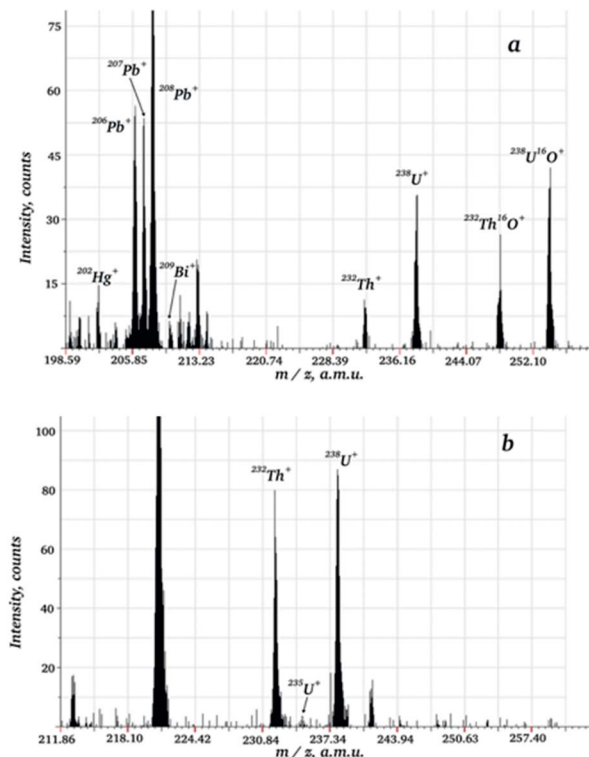 75
a
207Pb+
208Pb+
60
206Pb+
45
238U16O+
238U+
30
232Th16O+
202Hg+
209Bi+
232Th+
15
198.59 205.85 213.23 220.74 228.39 236.16 244.07 252.10
m / z, a.m.u.
Intensity, counts
100
b
238U+
232Th+
80
60
40
235U+
20
211.86 218.10 224.42 230.84 237.34 243.94 250.63 257.40
m / z, a.m.u.
Intensity, counts